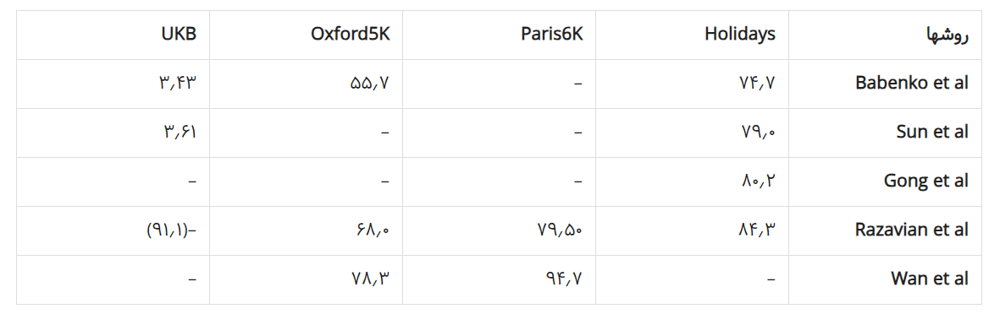 روشها Holidays Paris6K Oxford5K UKB
Babenko et al ۷۴٫۷ – ۵۵٫۷ ۳٫۴۳
Sun et al ۷۹٫۰ – – ۳٫۶۱
Gong et al ۸۰٫۲ – – –
Razavian et al ۸۴٫۳ ۷۹٫۵۰ ۶۸٫۰ –(۹۱٫۱)
Wan et al – ۹۴٫۷ ۷۸٫۳ –